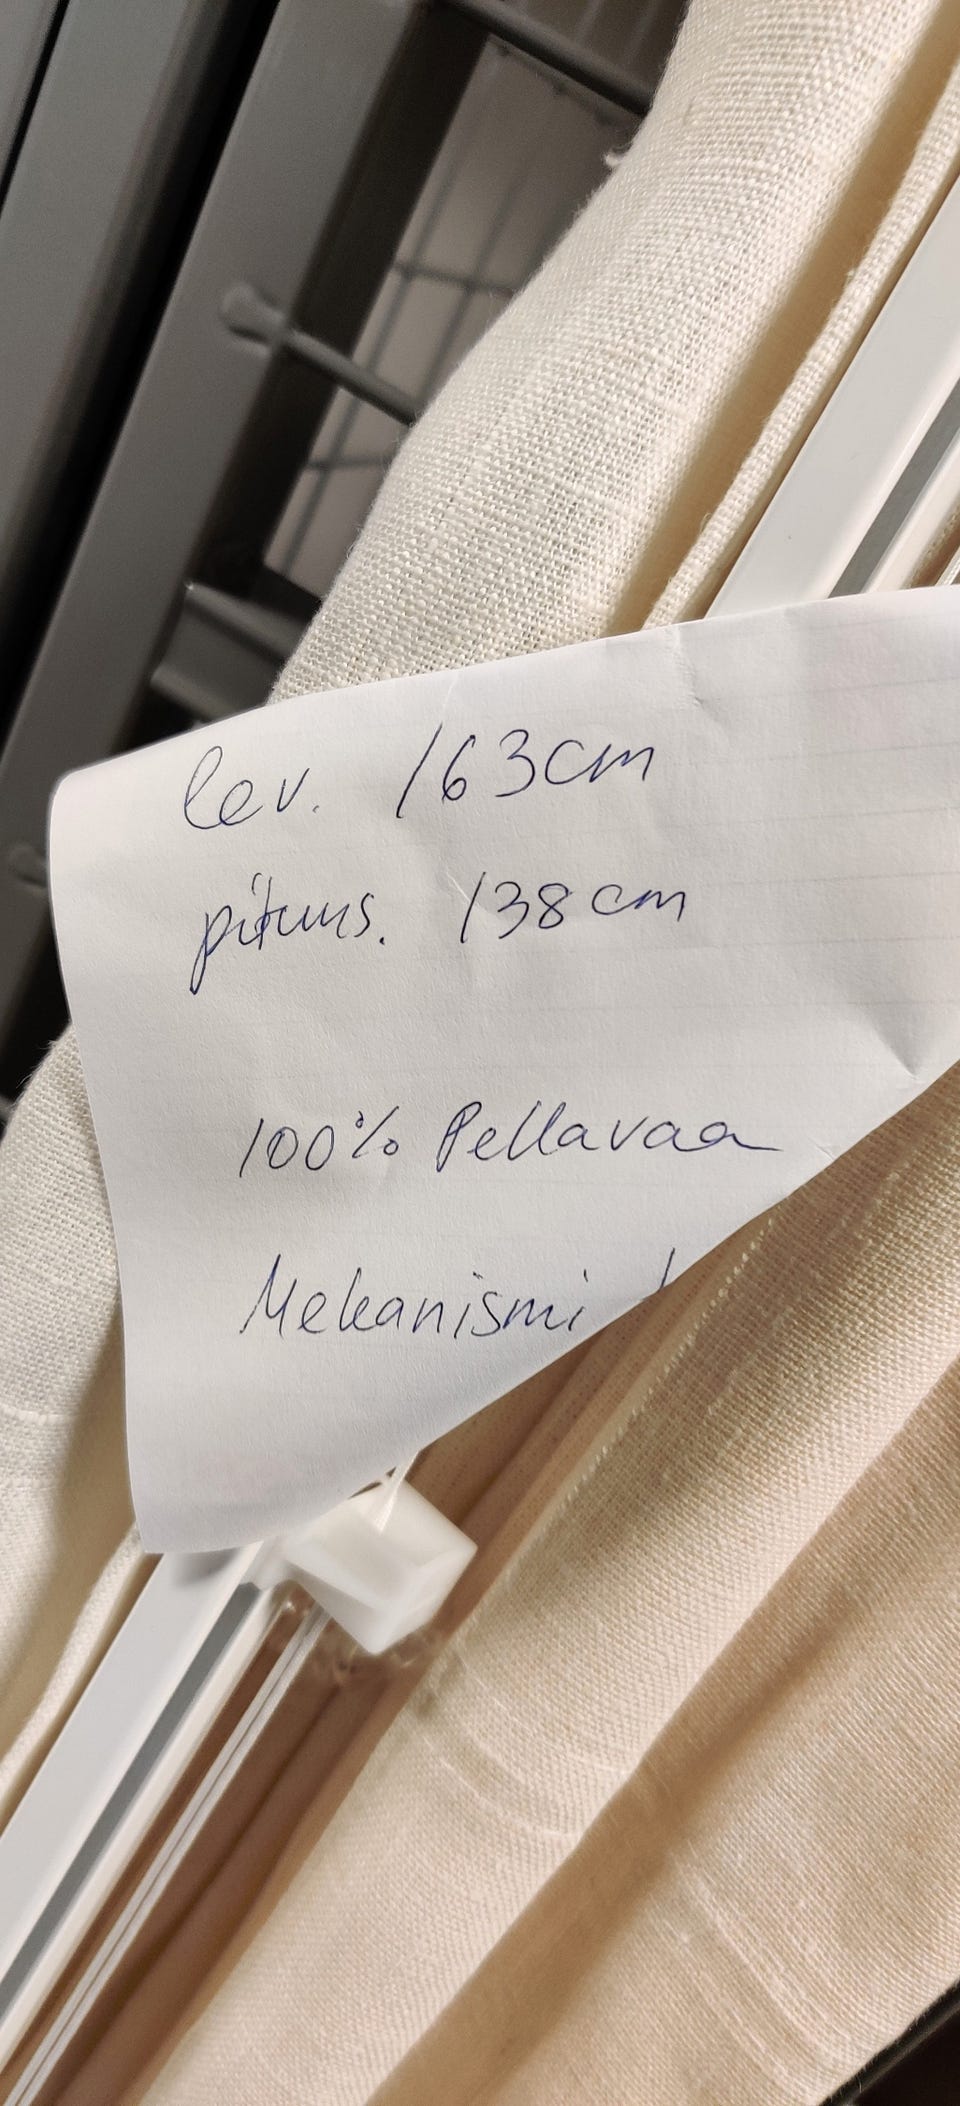 lev. 163cm
pituus. 138cm
100% Pellavaa
Mekanismi